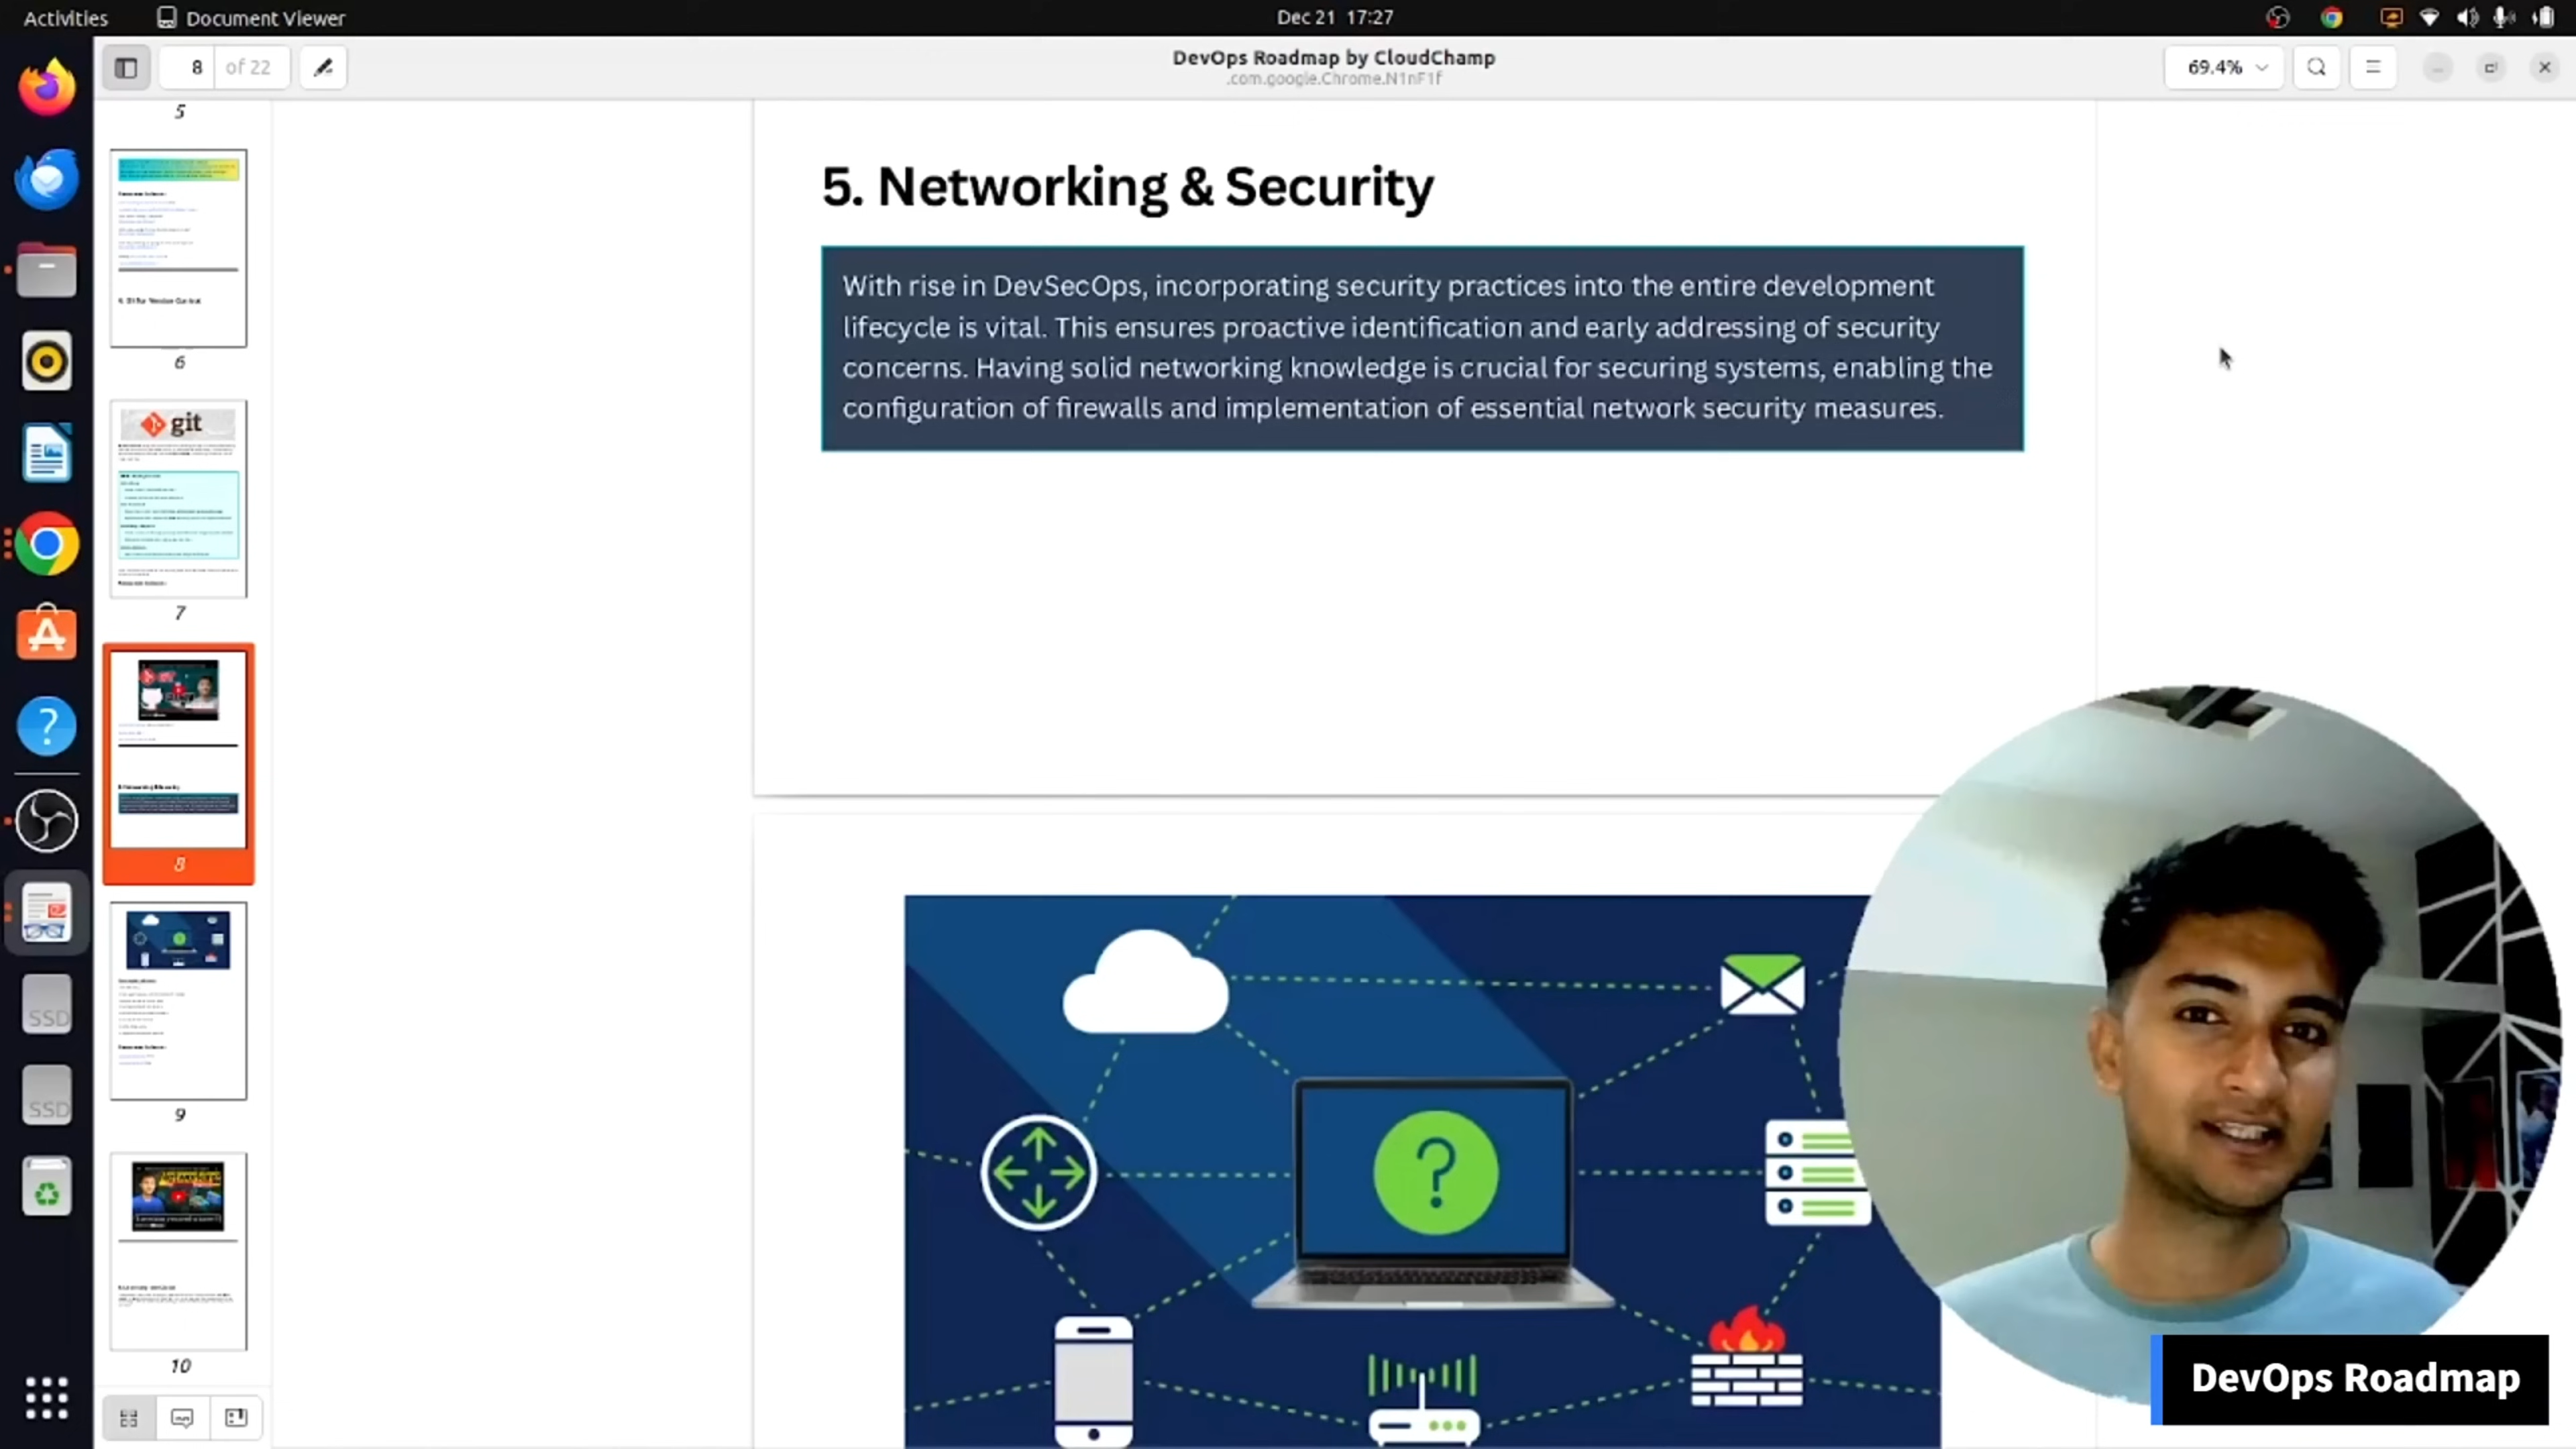 Activities
Document Viewer
Dec 21 17:27
8
of 22
DevOps Roadmap by CloudChamp
.com.google.Chrome.N1nF1f
69.4%
5
6
git
7
8
9
10
SSD
SSD
5. Networking & Security
With rise in DevSecOps, incorporating security practices into the entire development
lifecycle is vital. This ensures proactive identification and early addressing of security
concerns. Having solid networking knowledge is crucial for securing systems, enabling the
configuration of firewalls and implementation of essential network security measures.
?
?
DevOps Roadmap